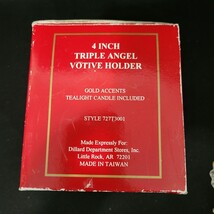 4 INCH
TRIPLE ANGEL
VOTIVE HOLDER
GOLD ACCENTS
TEALIGHT CANDLE INCLUDED
STYLE 727T3001
Made Expressly For:
Dillard Department Stores, Inc.
Little Rock, AR 72201
MADE IN TAIWAN